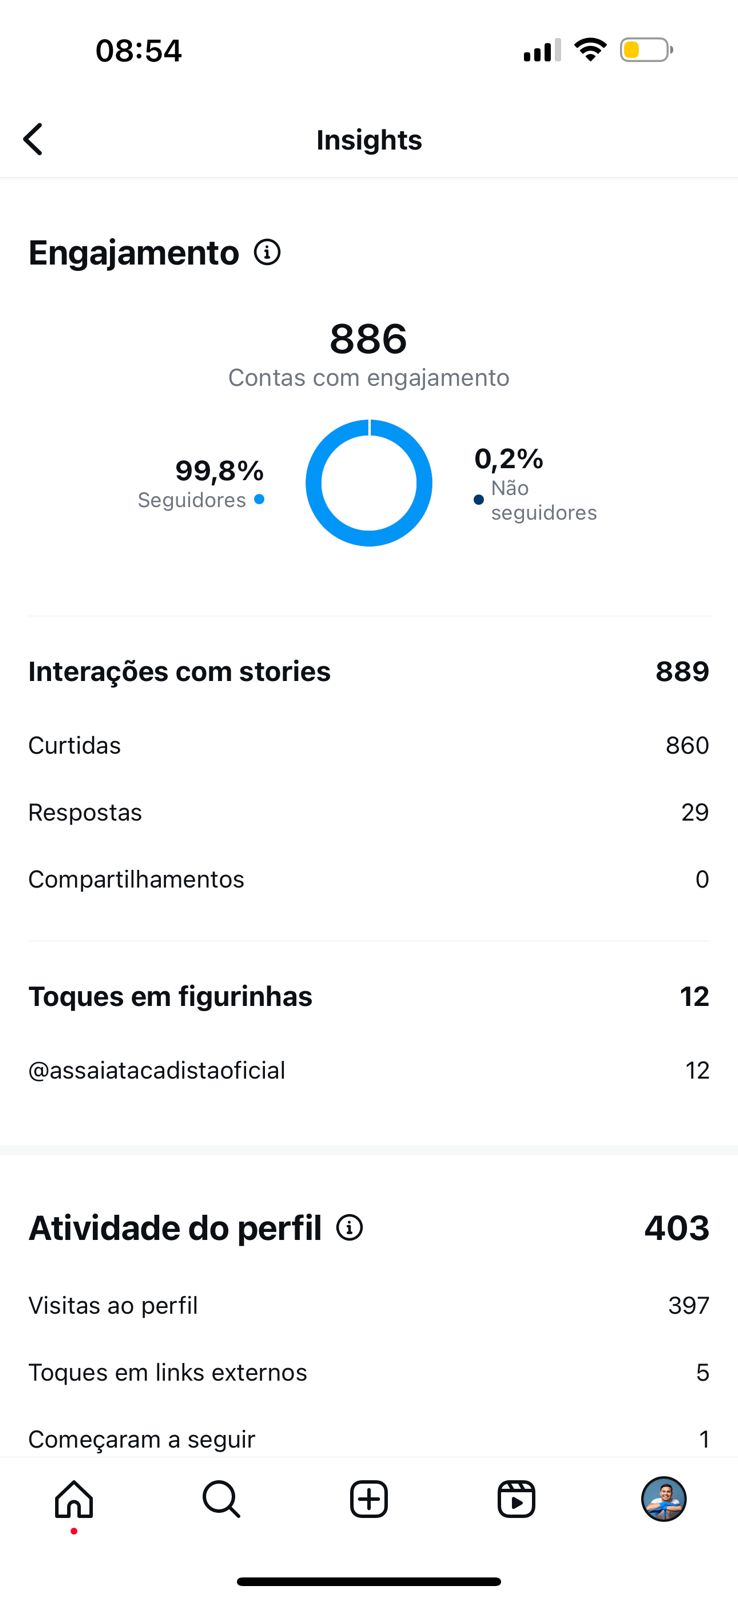 08:54
Insights
Engajamento
886
Contas com engajamento
99,8%
Seguidores
0,2%
Não
seguidores
Interações com stories 889
Curtidas 860
Respostas 29
Compartilhamentos 0
Toques em figurinhas 12
@assaiatacadistaoficial 12
Atividade do perfil 403
Visitas ao perfil 397
Toques em links externos 5
Começaram a seguir 1